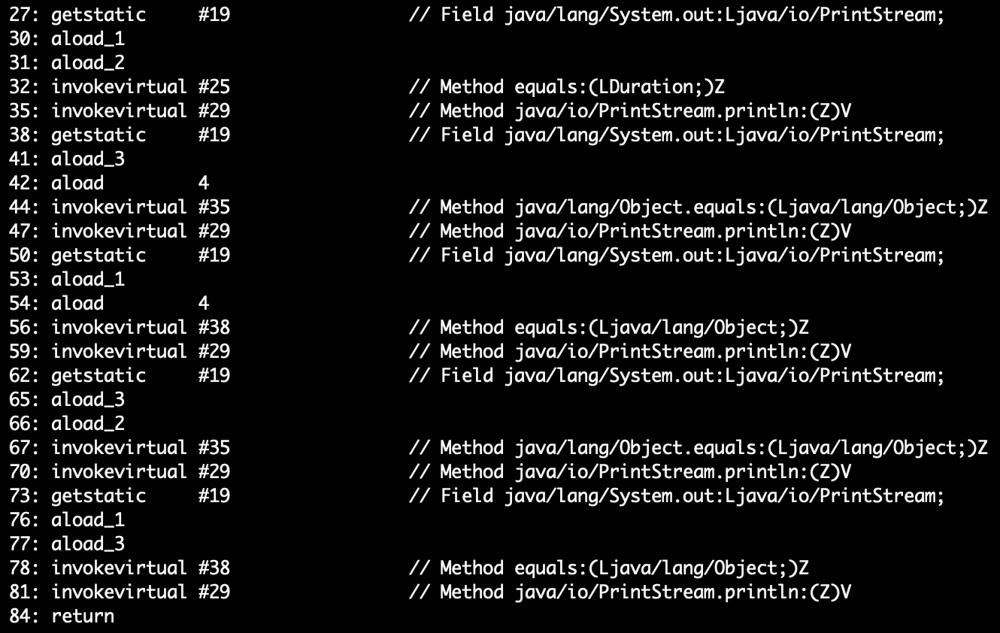 27: getstatic     #19                 // Field java/lang/System.out:Ljava/io/PrintStream;
30: aload_1
31: aload_2
32: invokevirtual #25                 // Method equals:(LDuration;)Z
35: invokevirtual #29                 // Method java/io/PrintStream.println:(Z)V
38: getstatic     #19                 // Field java/lang/System.out:Ljava/io/PrintStream;
41: aload_3
42: aload         4
44: invokevirtual #35                 // Method java/lang/Object.equals:(Ljava/lang/Object;)Z
47: invokevirtual #29                 // Method java/io/PrintStream.println:(Z)V
50: getstatic     #19                 // Field java/lang/System.out:Ljava/io/PrintStream;
53: aload_1
54: aload         4
56: invokevirtual #38                 // Method equals:(Ljava/lang/Object;)Z
59: invokevirtual #29                 // Method java/io/PrintStream.println:(Z)V
62: getstatic     #19                 // Field java/lang/System.out:Ljava/io/PrintStream;
65: aload_3
66: aload_2
67: invokevirtual #35                 // Method java/lang/Object.equals:(Ljava/lang/Object;)Z
70: invokevirtual #29                 // Method java/io/PrintStream.println:(Z)V
73: getstatic     #19                 // Field java/lang/System.out:Ljava/io/PrintStream;
76: aload_1
77: aload_3
78: invokevirtual #38                 // Method equals:(Ljava/lang/Object;)Z
81: invokevirtual #29                 // Method java/io/PrintStream.println:(Z)V
84: return